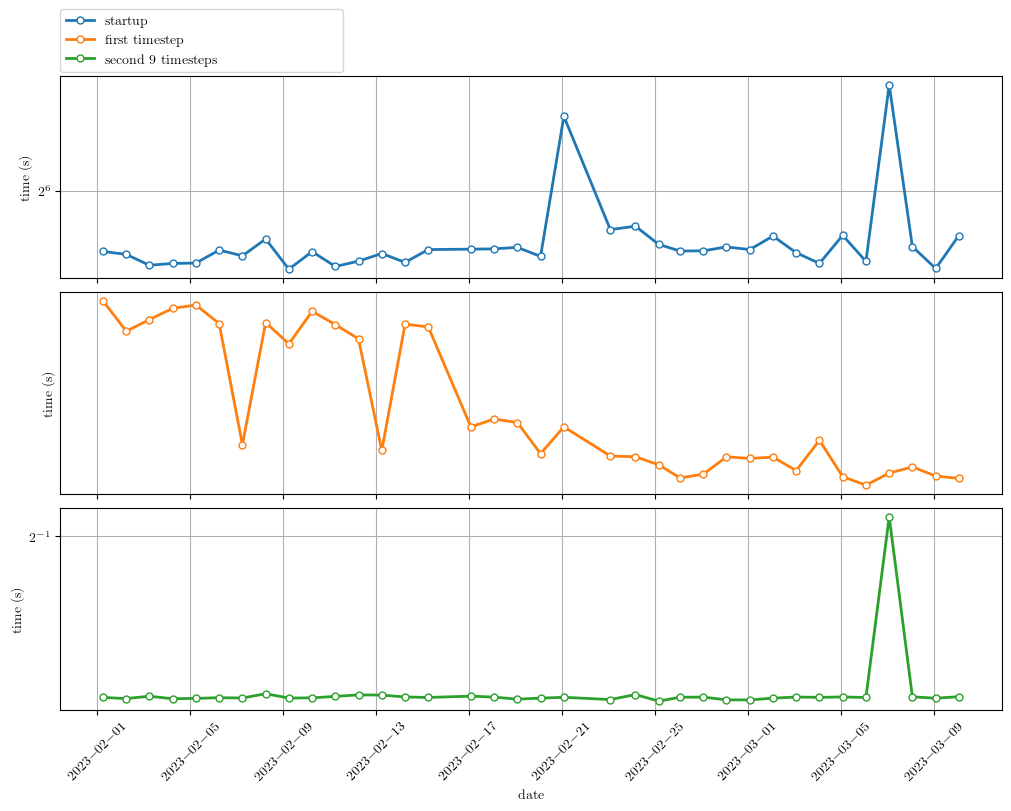 startup
first timestep
second 9 timesteps
time (s)
2^6
time (s)
time (s)
2^−1
2023−02−01
2023−02−05
2023−02−09
2023−02−13
2023−02−17
2023−02−21
2023−02−25
2023−03−01
2023−03−05
2023−03−09
date